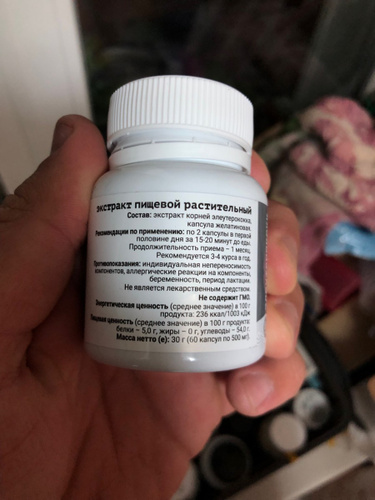 экстракт пищевой растительный
Состав: экстракт корней элеутерококка,
капсула желатиновая.
Рекомендации по применению: по 2 капсулы в первой
половине дня за 15-20 минут до еды.
Продолжительность приема – 1 месяц.
Рекомендуется 3-4 курса в год.
Противопоказания: индивидуальная непереносимость
компонентов, аллергические реакции на компоненты,
беременность, период лактации.
Не является лекарственным средством.
Не содержит ГМО.
Энергетическая ценность (среднее значение) в 100 г
продукта: 236 ккал/1003 кДж
Пищевая ценность (среднее значение) в 100 г продукта:
белки – 5,0 г, жиры – 0 г, углеводы – 54,0 г.
Масса нетто (е): 30 г (60 капсул по 500 мг).